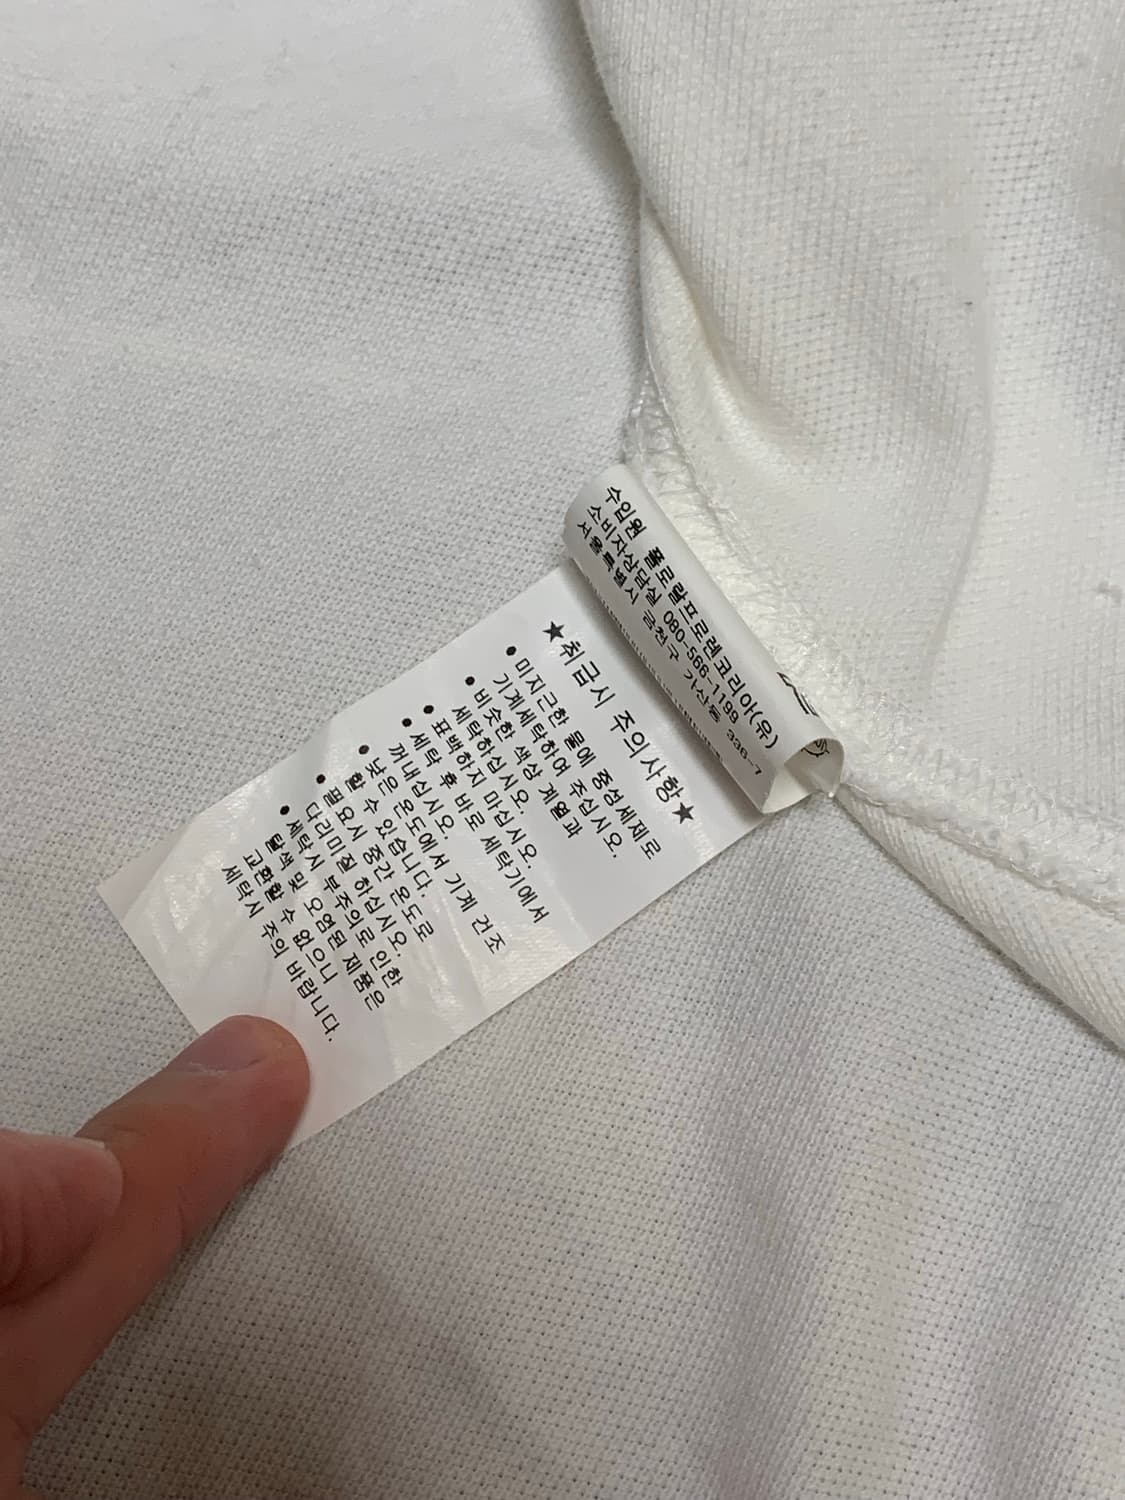 수입원 폴로랄프로렌코리아(유)
소비자상담실 080-566-1199
서울특별시 금천구 가산동 336-7
★취급시 주의사항★
● 미지근한 물에 중성세제로
기계세탁하여 주십시오.
● 비슷한 색상 계열과
세탁하십시오.
● 표백하지 마십시오.
● 세탁 후 바로 세탁기에서
꺼내십시오.
● 낮은 온도에서 기계 건조
할 수 있습니다.
● 필요시 중간 온도로
다리미질 하십시오.
● 세탁시 부주의로 인한
탈색 및 오염된 제품은
교환할 수 없으니
세탁시 주의 바랍니다.